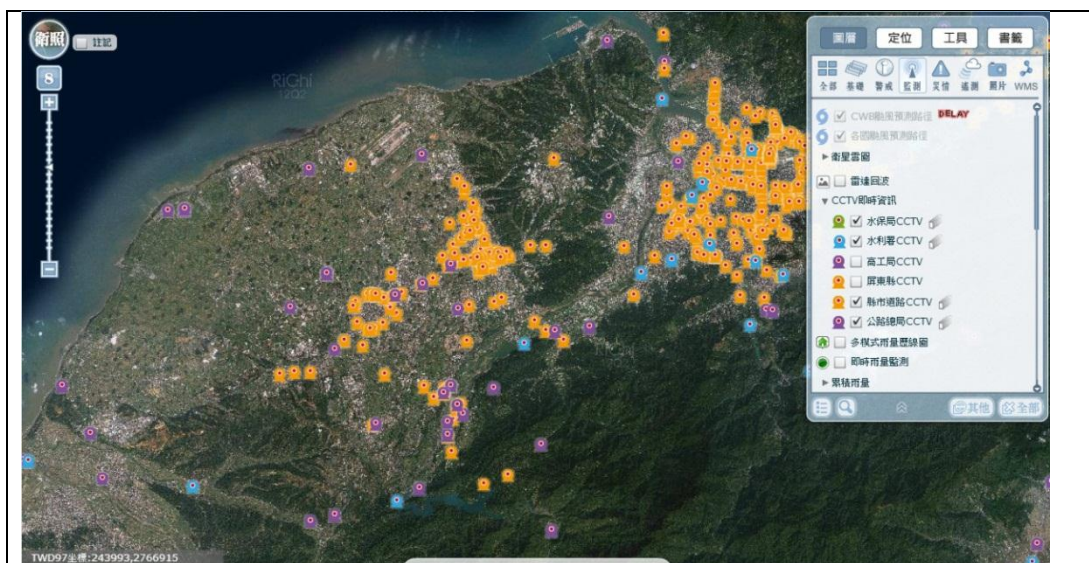 衛照
註記
8
圖層 定位 工具 書籤
全部 基礎 警戒 監測 災情 遙測 照片 WMS
CWB颱風預測路徑 DELAY
各國颱風預測路徑
衛星雲圖
雷達回波
CCTV即時資訊
水保局CCTV
水利署CCTV
高工局CCTV
屏東縣CCTV
縣市道路CCTV
公路總局CCTV
多模式雨量歷線圖
即時雨量監測
累積雨量
其他 全部
RiChi
TWD97坐標:243993,2766915